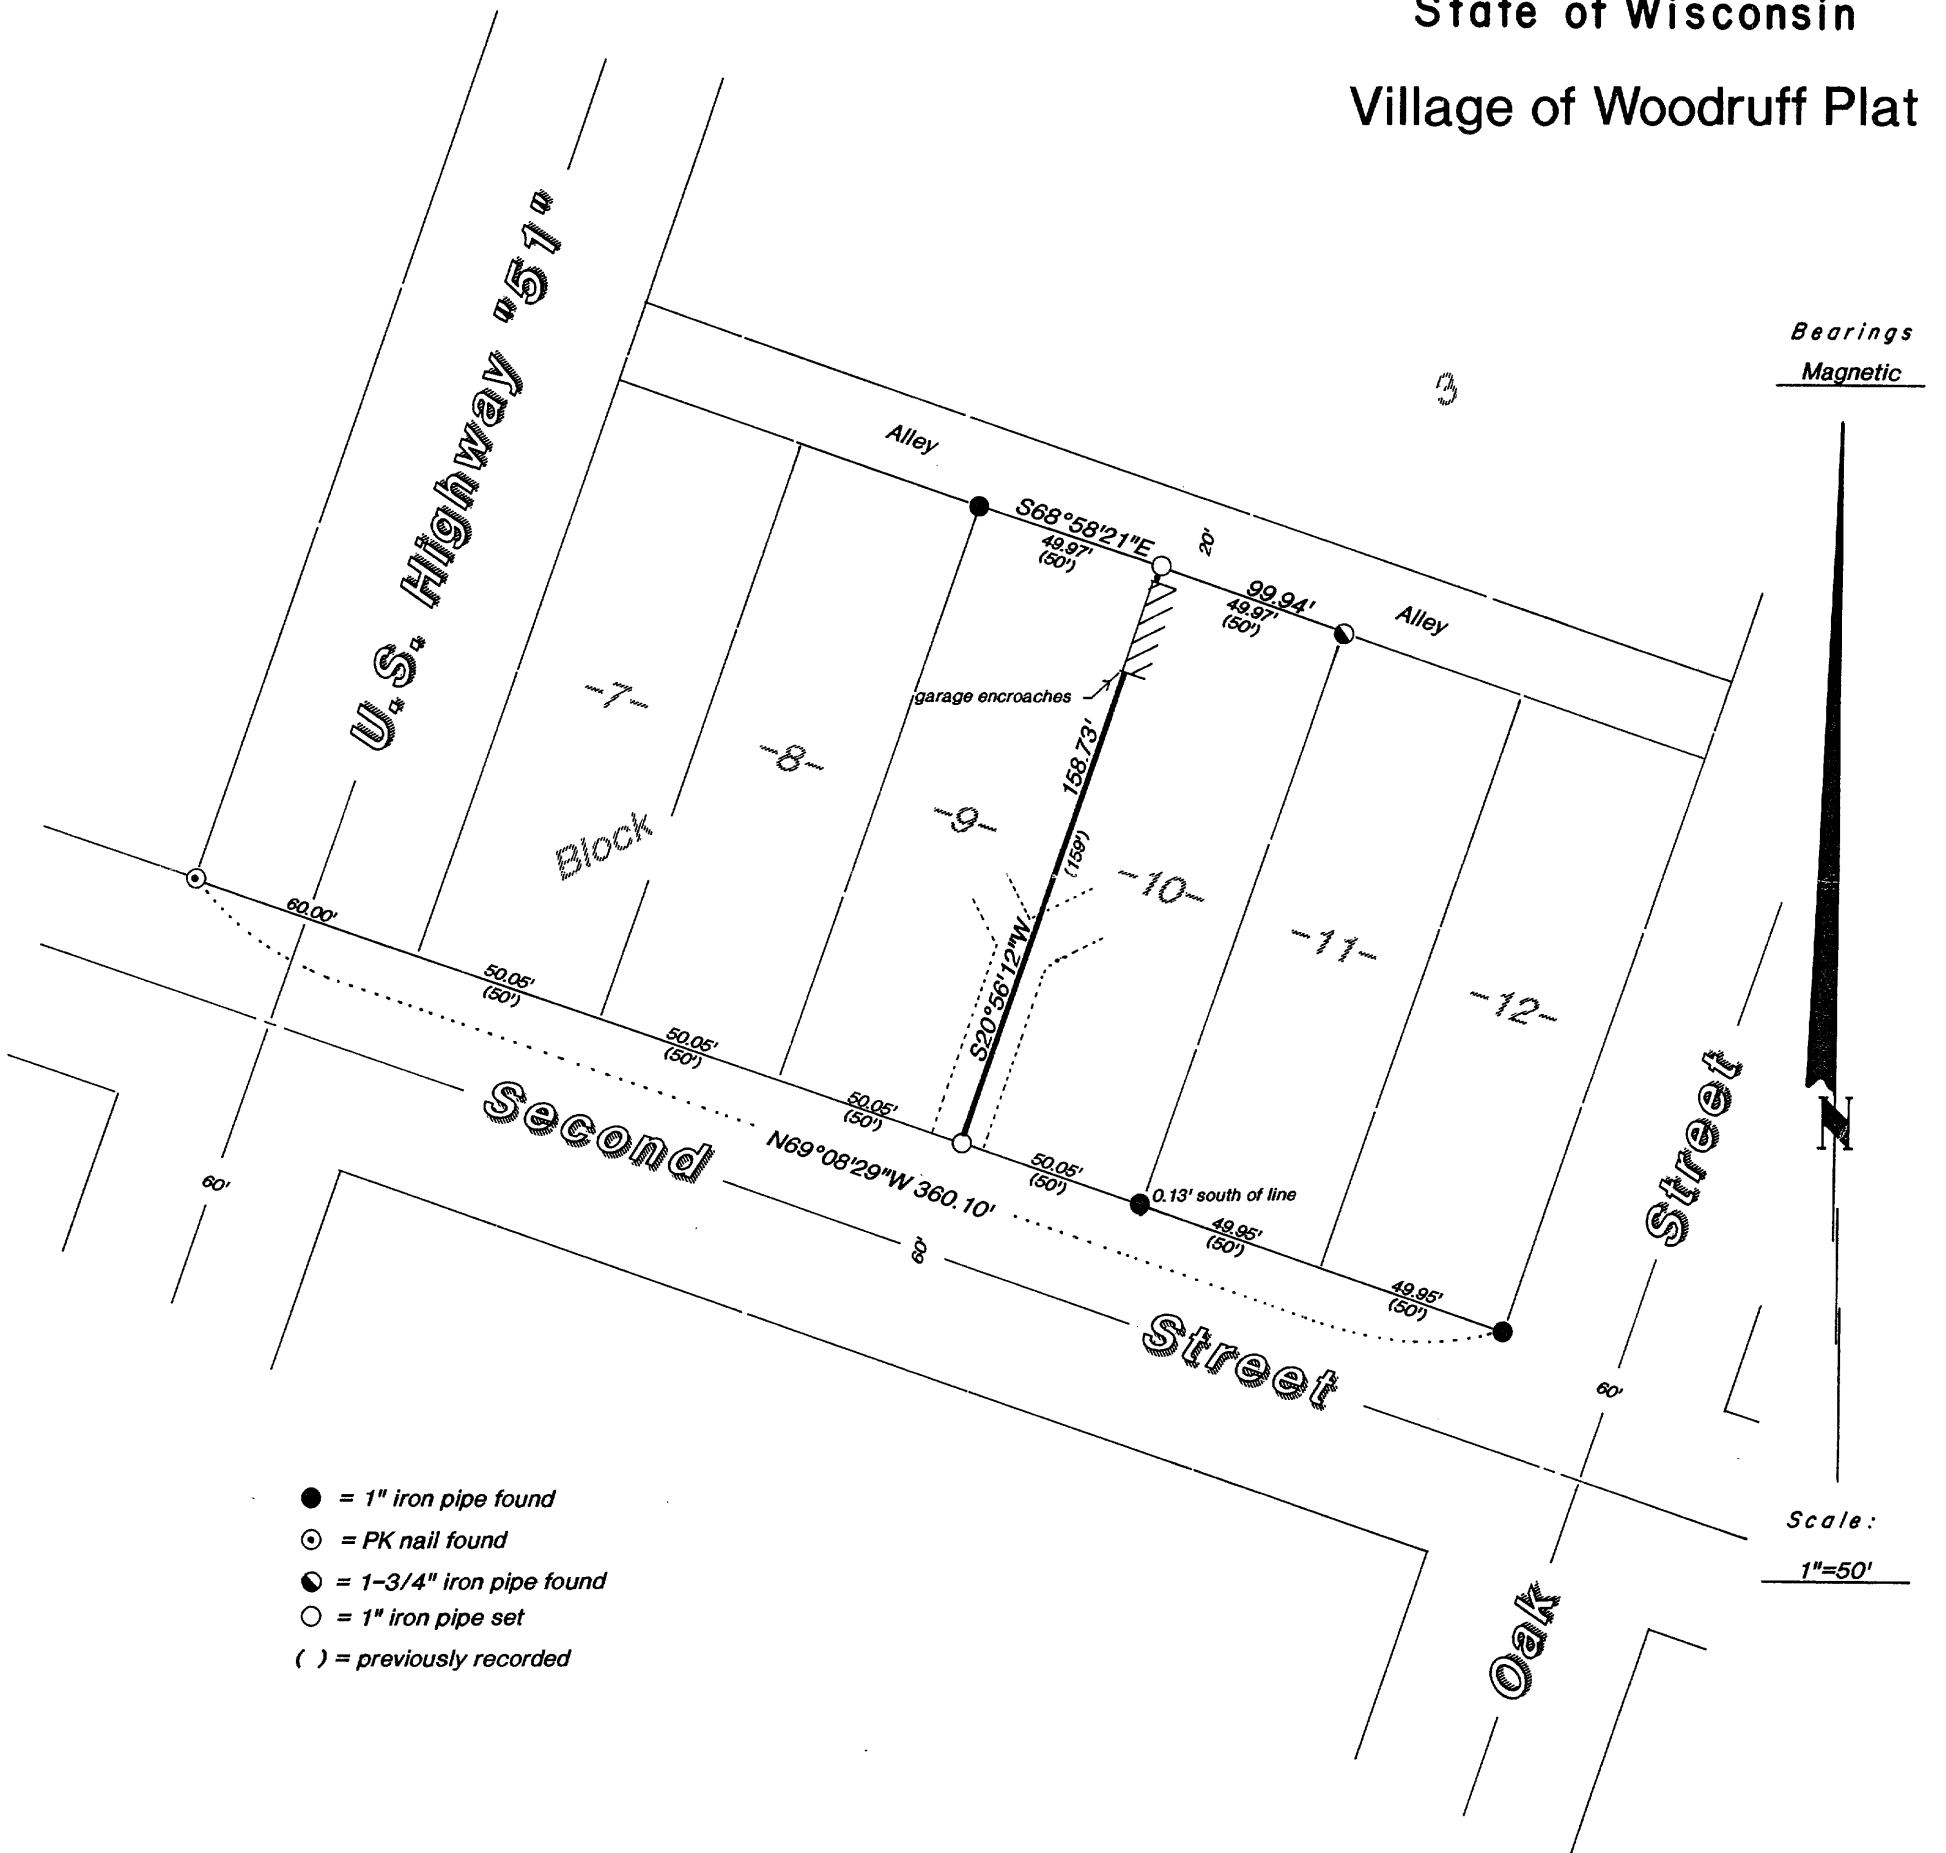 State of Wisconsin
Village of Woodruff Plat
U.S. Highway "51"
Bearings
Magnetic
3
Alley
S68°58'21"E
49.97'
(50')
20'
99.94'
49.97'
(50')
Alley
garage encroaches
-7-
-8-
-9-
158.73'
(159')
S20°56'12"W
-10-
-11-
-12-
Block
60.00'
50.05'
(50')
50.05'
(50')
50.05'
(50')
50.05'
(50')
0.13' south of line
49.95'
(50')
49.95'
(50')
N69°08'29"W 360.10'
Second
Street
60'
60'
60'
Oak
Street
N
Scale:
1"=50'
= 1" iron pipe found
= PK nail found
= 1-3/4" iron pipe found
= 1" iron pipe set
( ) = previously recorded